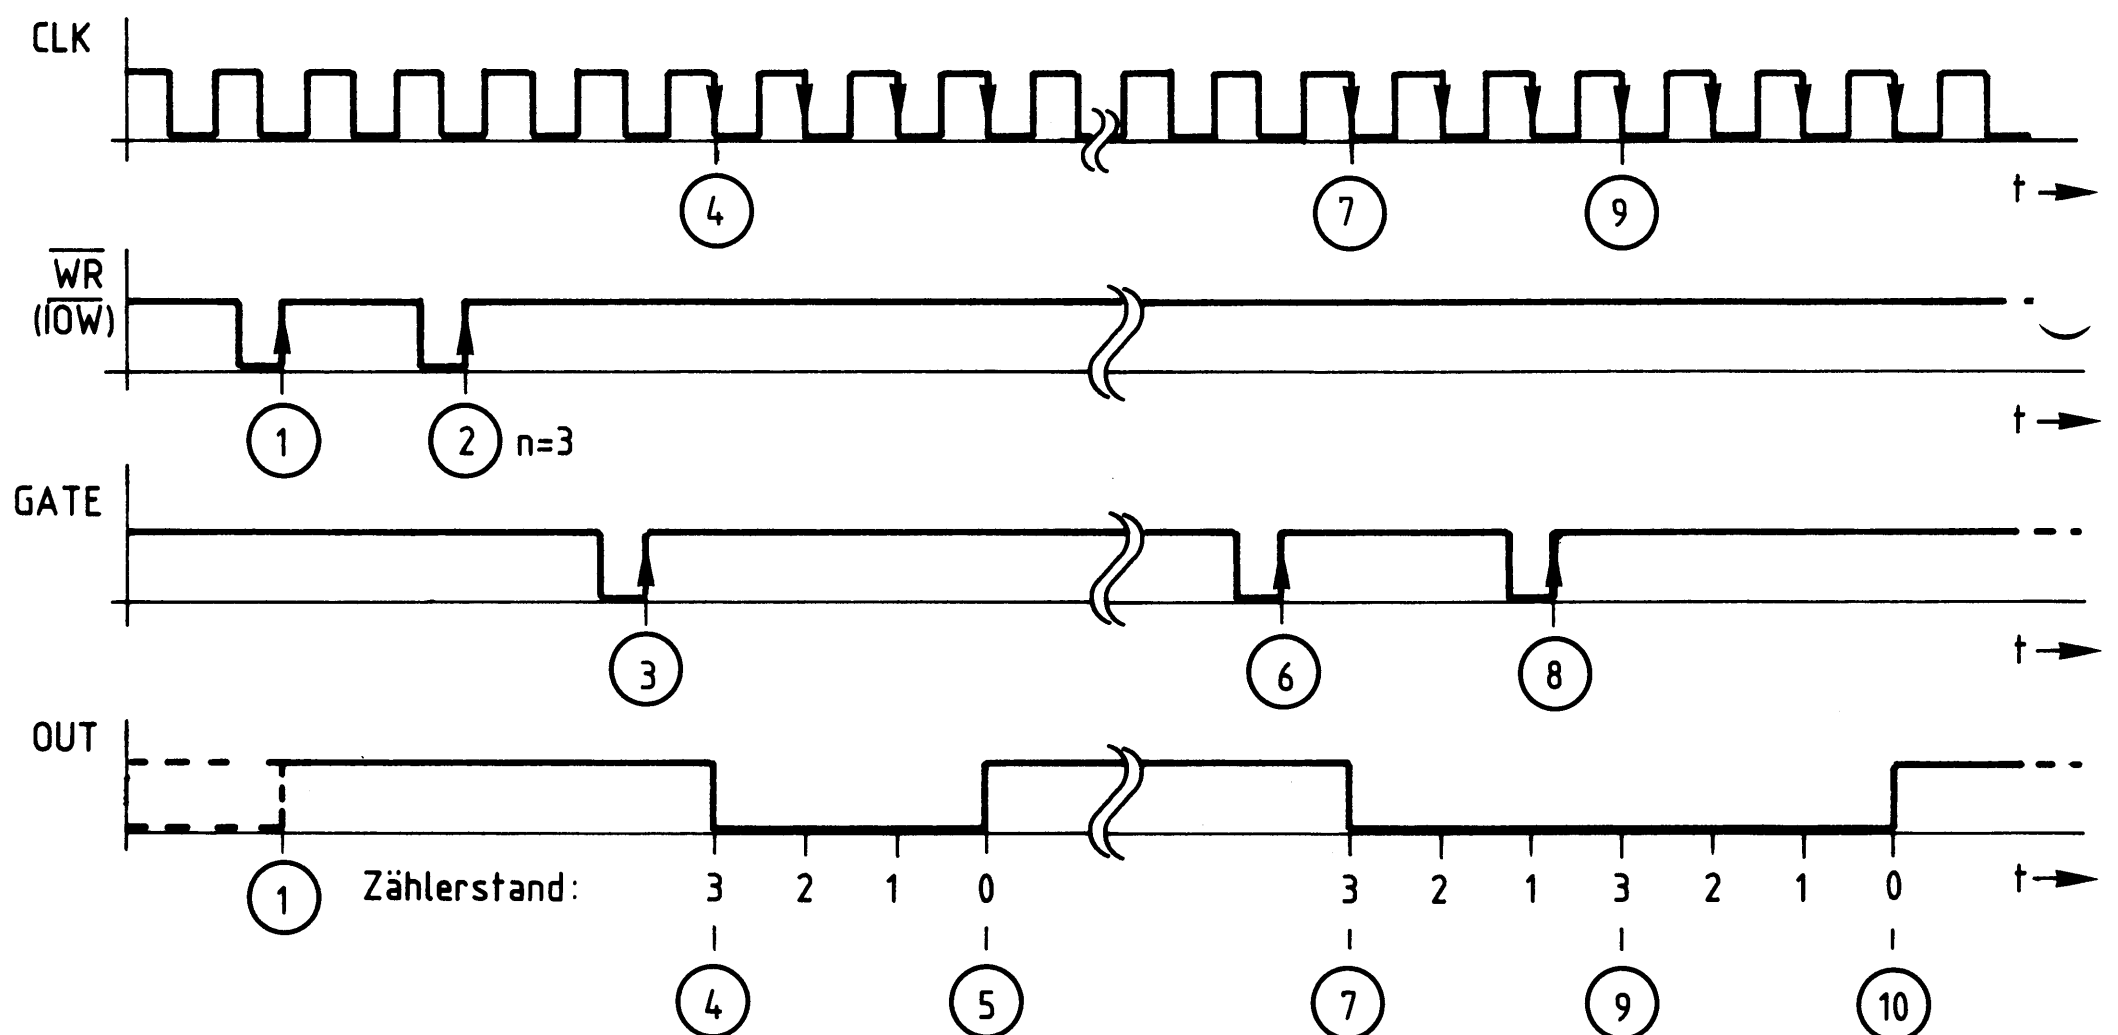 CLK
4 7 9
t
WR
(IOW)
t
1 2 n=3
GATE
t
3 6 8
OUT
1 Zählerstand: 3 2 1 0 3 2 1 3 2 1 0
t
4 5 7 9 10